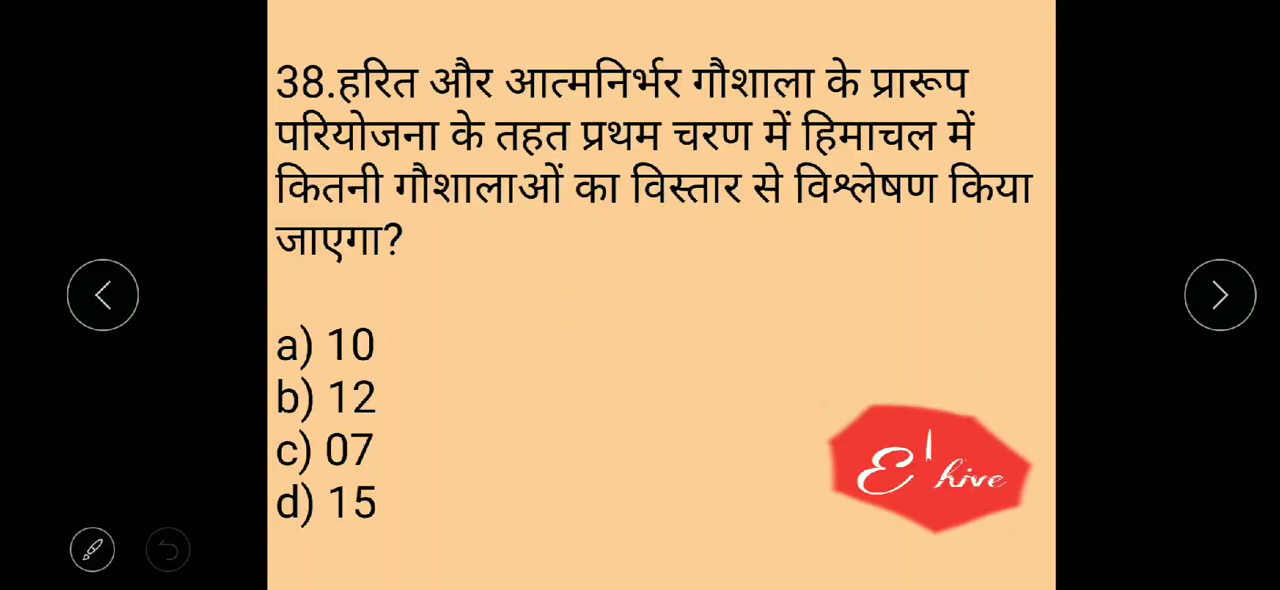 38.हरित और आत्मनिर्भर गौशाला के प्रारूप
परियोजना के तहत प्रथम चरण में हिमाचल में
कितनी गौशालाओं का विस्तार से विश्लेषण किया
जाएगा?
a) 10
b) 12
c) 07
d) 15
E'hive